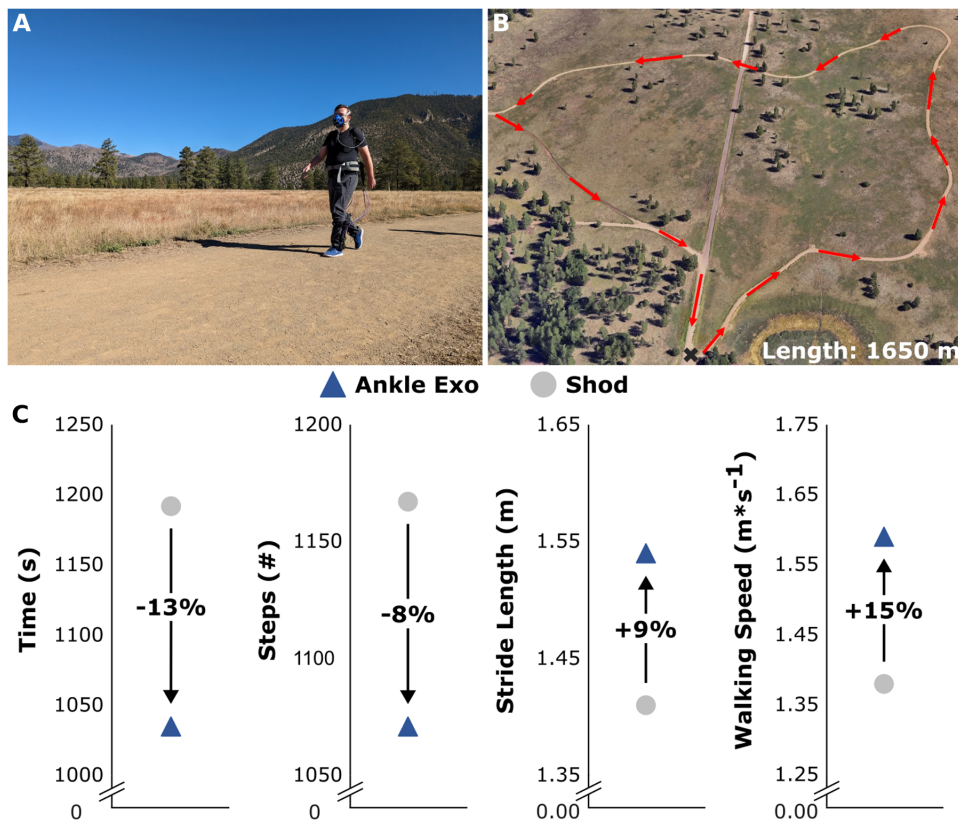 A
B
Length: 1650 m
Ankle Exo
Shod
C
Time (s)
1250
1200
1150
1100
1050
1000
0
-13%
Steps (#)
1200
1150
1100
1050
0
-8%
Stride Length (m)
1.65
1.55
1.45
1.35
0.00
+9%
Walking Speed (m*s⁻¹)
1.75
1.65
1.55
1.45
1.35
1.25
0.00
+15%